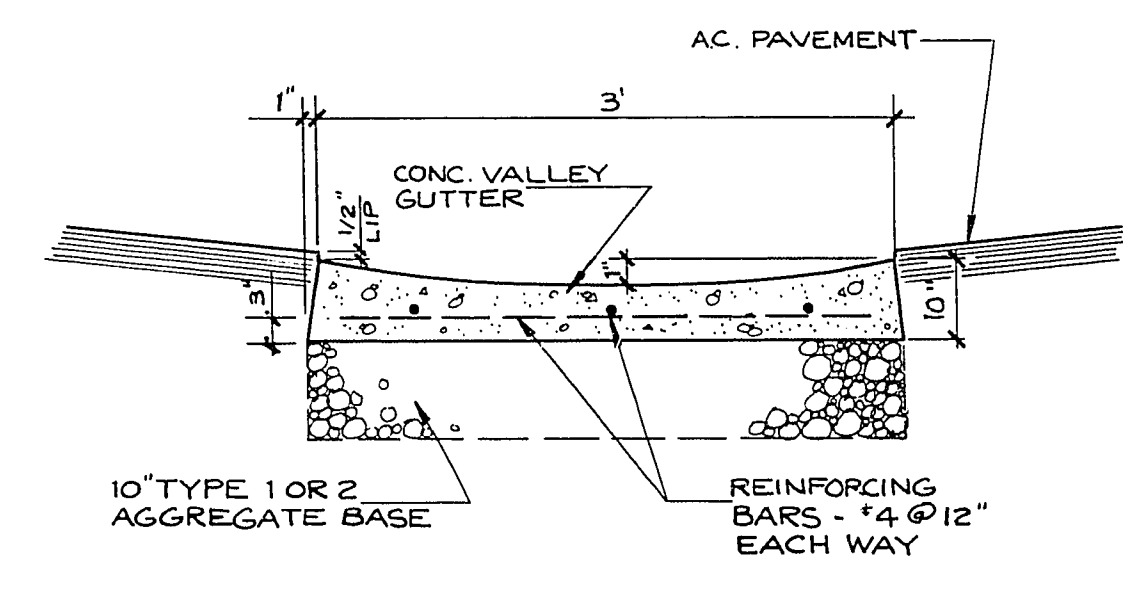 A.C. PAVEMENT
1"
3'
CONC. VALLEY
GUTTER
1/2"
LIP
1"
3"
10"
10" TYPE 1 OR 2
AGGREGATE BASE
REINFORCING
BARS - #4 @ 12"
EACH WAY